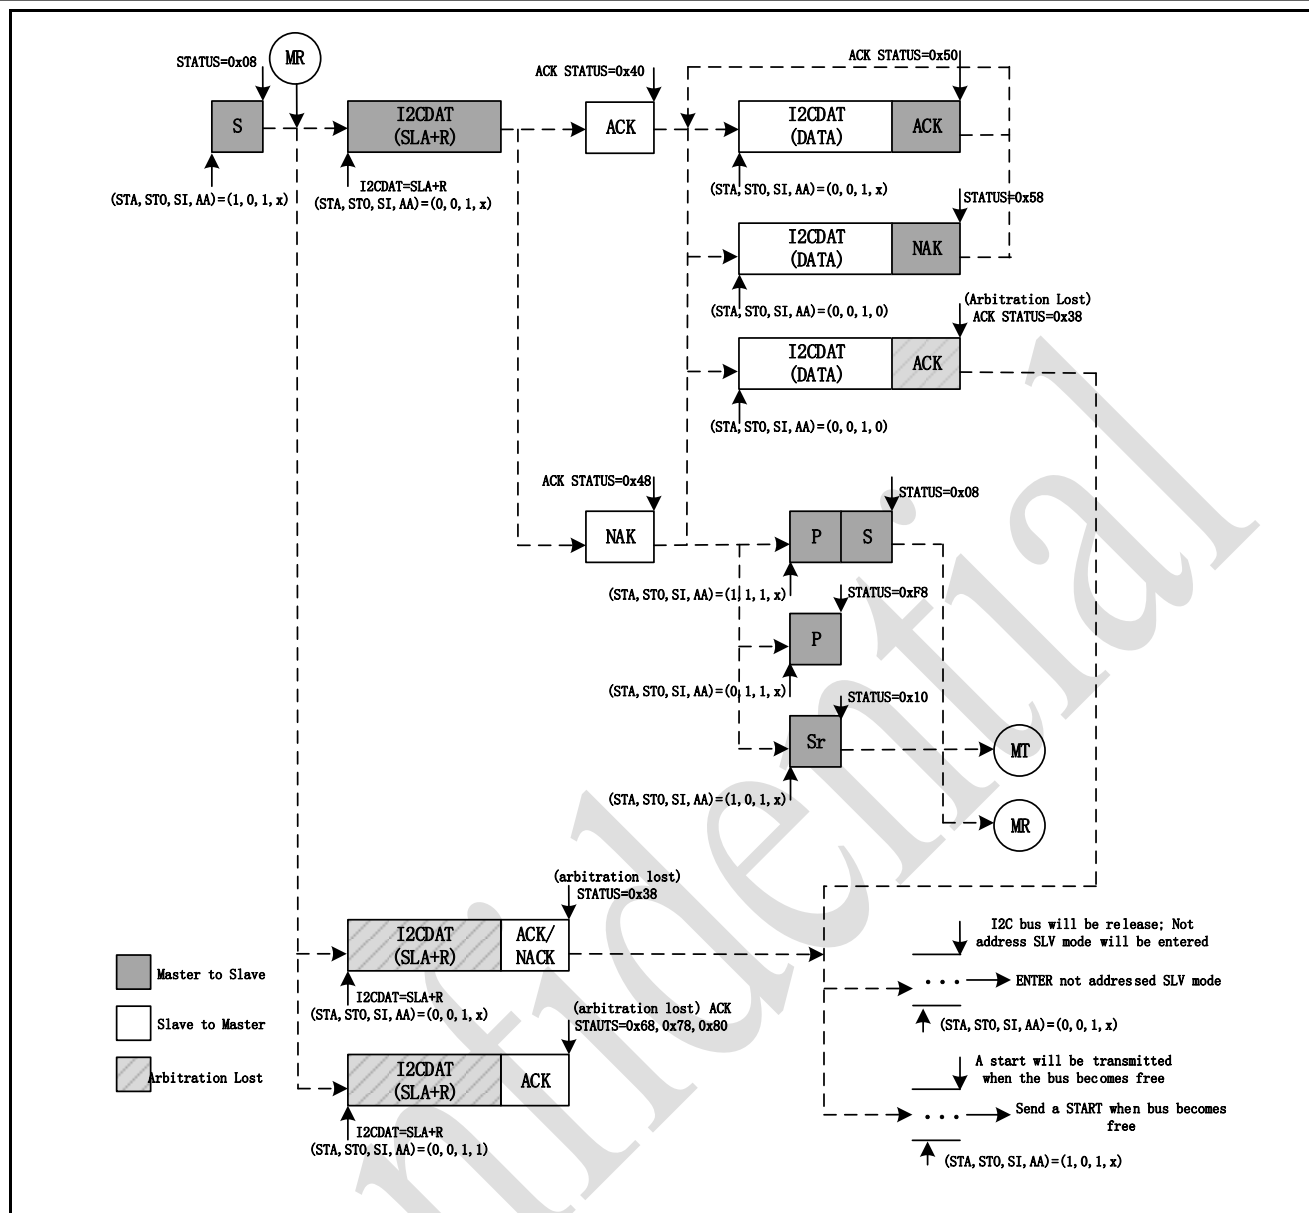 STATUS=0x08
MR
ACK STATUS=0x40
ACK STATUS=0x50
S
I2CDAT
(SLA+R)
ACK
I2CDAT
(DATA)
ACK
(STA,STO,SI,AA)=(1,0,1,x)
I2CDAT=SLA+R
(STA,STO,SI,AA)=(0,0,1,x)
(STA,STO,SI,AA)=(0,0,1,x)
STATUS=0x58
I2CDAT
(DATA)
NAK
(STA,STO,SI,AA)=(0,0,1,0)
(Arbitration Lost)
ACK STATUS=0x38
I2CDAT
(DATA)
ACK
(STA,STO,SI,AA)=(0,0,1,0)
ACK STATUS=0x48
STATUS=0x08
NAK
P
S
(STA,STO,SI,AA)=(1,1,1,x)
STATUS=0xF8
P
(STA,STO,SI,AA)=(0,1,1,x)
STATUS=0x10
Sr
MT
(STA,STO,SI,AA)=(1,0,1,x)
MR
(arbitration lost)
STATUS=0x38
I2CDAT
(SLA+R)
ACK/
NACK
I2CDAT=SLA+R
(STA,STO,SI,AA)=(0,0,1,x)
I2C bus will be release; Not
address SLV mode will be entered
... ENTER not addressed SLV mode
(STA,STO,SI,AA)=(0,0,1,x)
Master to Slave
Slave to Master
Arbitration Lost
(arbitration lost) ACK
STAUTS=0x68,0x78,0x80
I2CDAT
(SLA+R)
ACK
I2CDAT=SLA+R
(STA,STO,SI,AA)=(0,0,1,1)
A start will be transmitted
when the bus becomes free
... Send a START when bus becomes
free
(STA,STO,SI,AA)=(1,0,1,x)
nfidential